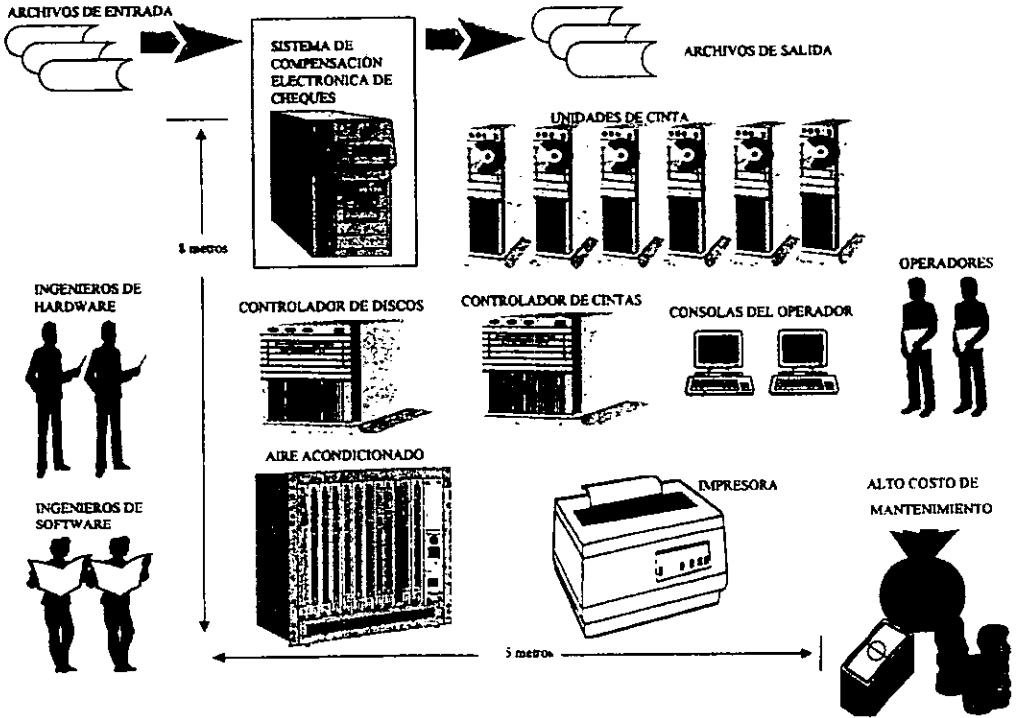 ARCHIVOS DE ENTRADA
SISTEMA DE
COMPENSACIÓN
ELECTRONICA DE
CHEQUES
ARCHIVOS DE SALIDA
UNIDADES DE CINTA
metros
INGENIEROS DE
HARDWARE
CONTROLADOR DE DISCOS
CONTROLADOR DE CINTAS
CONSOLAS DEL OPERADOR
OPERADORES
AIRE ACONDICIONADO
IMPRESORA
ALTO COSTO DE
MANTENIMIENTO
INGENIEROS DE
SOFTWARE
5 metros